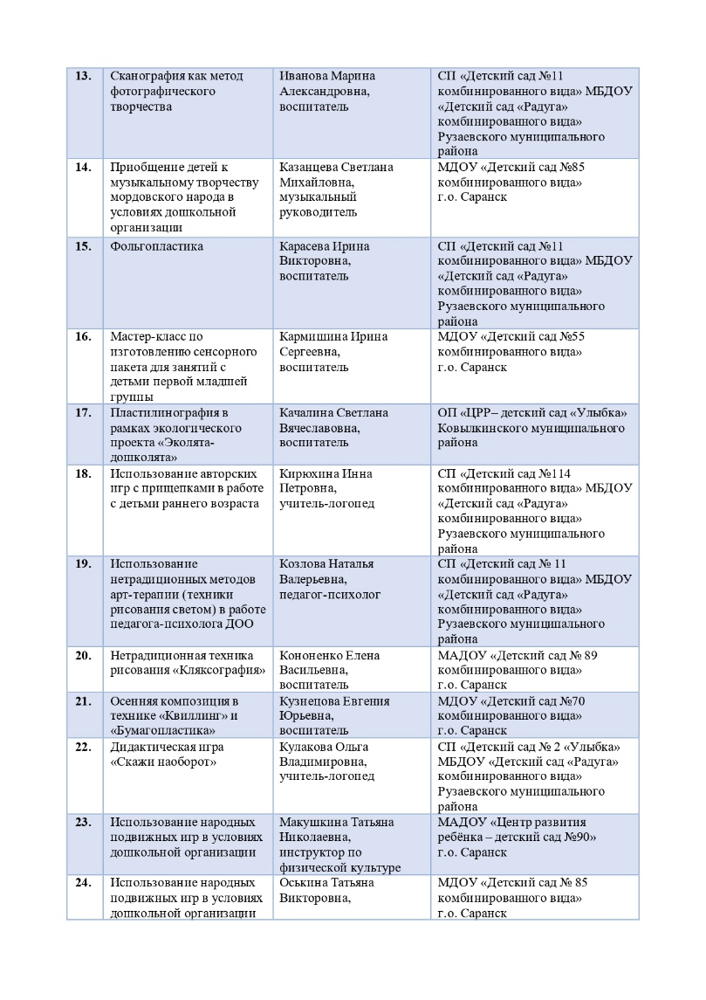 13.
Сканография как метод
фотографического
творчества
Иванова Марина
Александровна,
воспитатель
СП «Детский сад №11
комбинированного вида» МБДОУ
«Детский сад «Радуга»
комбинированного вида»
Рузаевского муниципального
района
14.
Приобщение детей к
музыкальному творчеству
мордовского народа в
условиях дошкольной
организации
Казанцева Светлана
Михайловна,
музыкальный
руководитель
МДОУ «Детский сад №85
комбинированного вида»
г.о. Саранск
15.
Фольгопластика
Карасева Ирина
Викторовна,
воспитатель
СП «Детский сад №11
комбинированного вида» МБДОУ
«Детский сад «Радуга»
комбинированного вида»
Рузаевского муниципального
района
16.
Мастер-класс по
изготовлению сенсорного
пакета для занятий с
детьми первой младшей
группы
Кармишина Ирина
Сергеевна,
воспитатель
МДОУ «Детский сад №55
комбинированного вида»
г.о. Саранск
17.
Пластилинография в
рамках экологического
проекта «Эколята-
дошколята»
Качалина Светлана
Вячеславовна,
воспитатель
ОП «ЦРР– детский сад «Улыбка»
Ковылкинского муниципального
района
18.
Использование авторских
игр с прищепками в работе
с детьми раннего возраста
Кирюхина Инна
Петровна,
учитель-логопед
СП «Детский сад №114
комбинированного вида» МБДОУ
«Детский сад «Радуга»
комбинированного вида»
Рузаевского муниципального
района
19.
Использование
нетрадиционных методов
арт-терапии (техники
рисования светом) в работе
педагога-психолога ДОО
Козлова Наталья
Валерьевна,
педагог-психолог
СП «Детский сад № 11
комбинированного вида» МБДОУ
«Детский сад «Радуга»
комбинированного вида»
Рузаевского муниципального
района
20.
Нетрадиционная техника
рисования «Кляксография»
Кононенко Елена
Васильевна,
воспитатель
МАДОУ «Детский сад № 89
комбинированного вида»
г.о. Саранск
21.
Осенняя композиция в
технике «Квиллинг» и
«Бумагопластика»
Кузнецова Евгения
Юрьевна,
воспитатель
МДОУ «Детский сад №70
комбинированного вида»
г.о. Саранск
22.
Дидактическая игра
«Скажи наоборот»
Кулакова Ольга
Владимировна,
учитель-логопед
СП «Детский сад № 2 «Улыбка»
МБДОУ «Детский сад «Радуга»
комбинированного вида»
Рузаевского муниципального
района
23.
Использование народных
подвижных игр в условиях
дошкольной организации
Макушкина Татьяна
Николаевна,
инструктор по
физической культуре
МАДОУ «Центр развития
ребёнка – детский сад №90»
г.о. Саранск
24.
Использование народных
подвижных игр в условиях
дошкольной организации
Оськина Татьяна
Викторовна,
МДОУ «Детский сад № 85
комбинированного вида»
г.о. Саранск